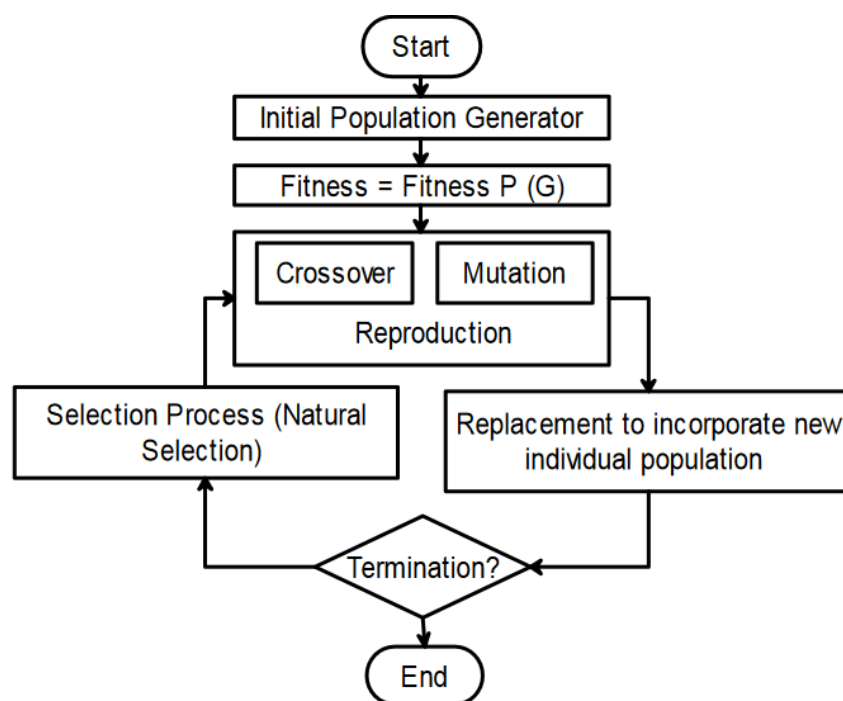 Start
Initial Population Generator
Fitness = Fitness P (G)
Crossover
Mutation
Reproduction
Selection Process (Natural
Selection)
Replacement to incorporate new
individual population
Termination?
End